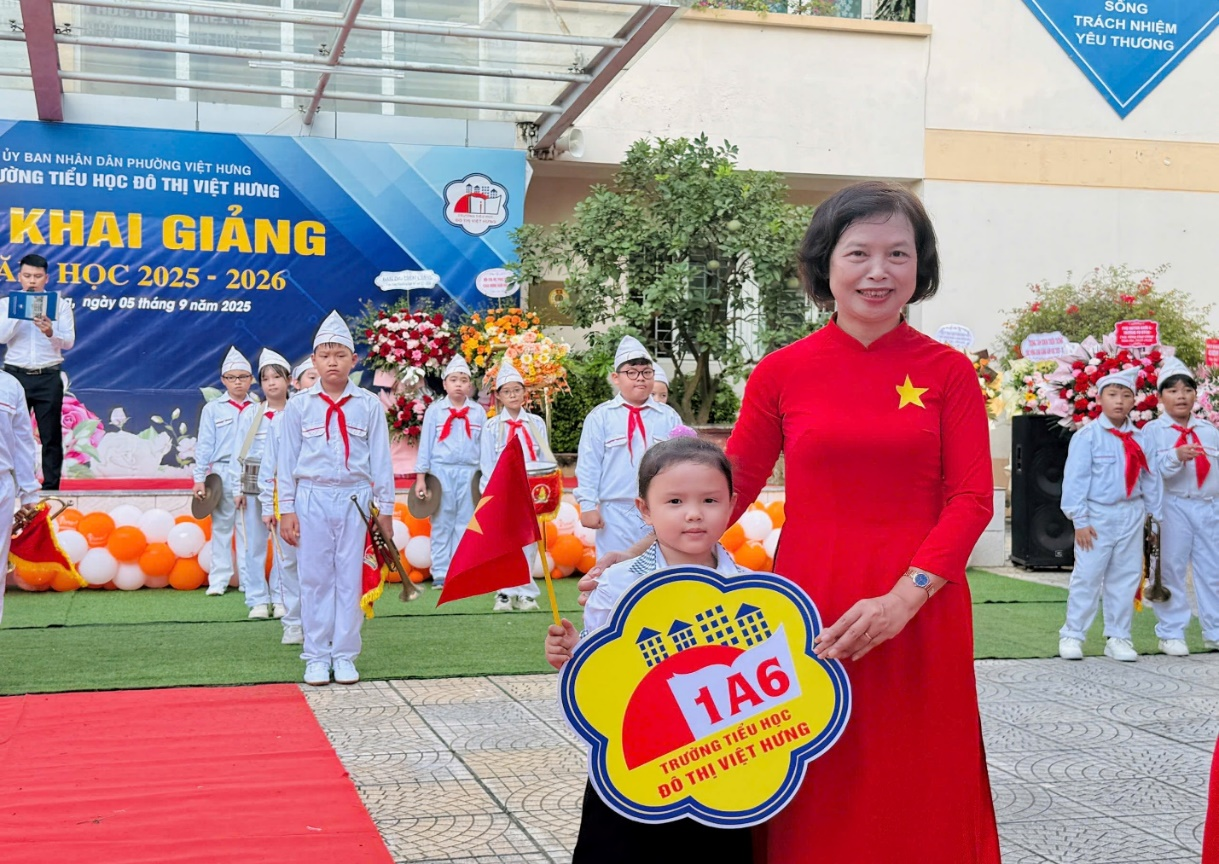 SỐNG
TRÁCH NHIỆM
YÊU THƯƠNG
ỦY BAN NHÂN DÂN PHƯỜNG VIỆT HƯNG
TIỂU HỌC ĐÔ THỊ VIỆT HƯNG
KHAI GIẢNG
HỌC 2025 - 2026
ngày 05 tháng 9 năm 2025
1A6
TRƯỜNG TIỂU HỌC
ĐÔ THỊ VIỆT HƯNG